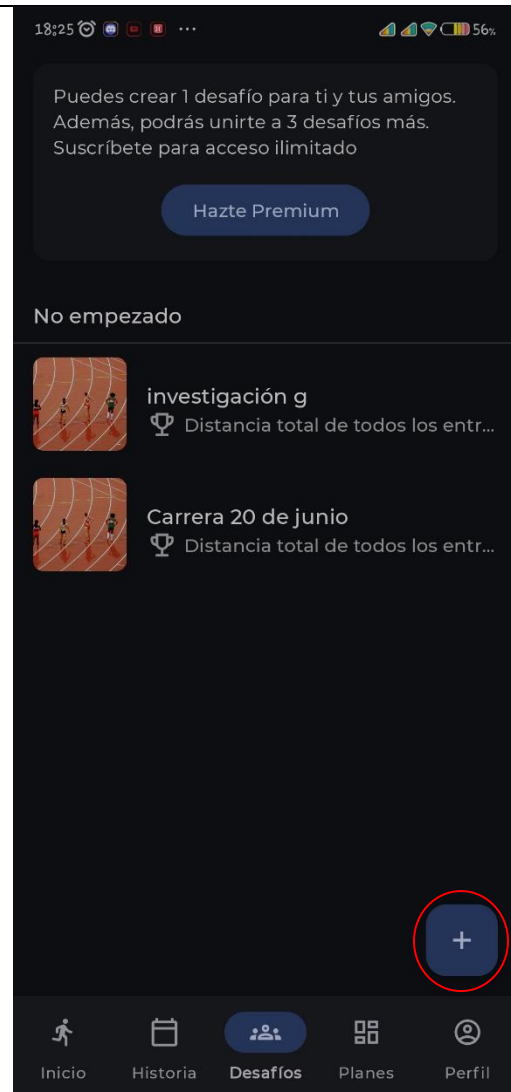 18:25 ... 56%
Puedes crear 1 desafío para ti y tus amigos.
Además, podrás unirte a 3 desafíos más.
Suscríbete para acceso ilimitado
Hazte Premium
No empezado
investigación g
Distancia total de todos los entr...
Carrera 20 de junio
Distancia total de todos los entr...
+
Inicio Historia Desafíos Planes Perfil